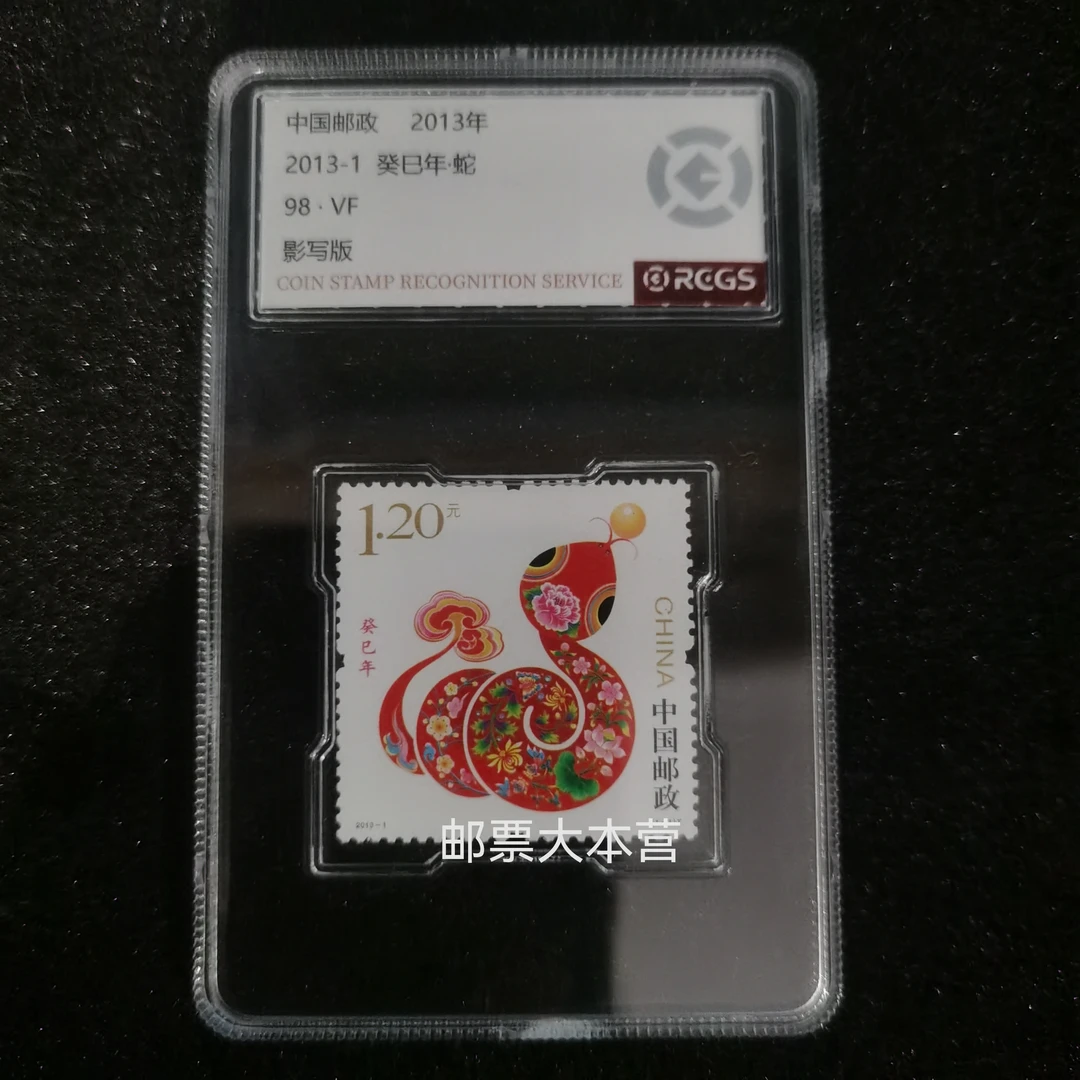 中国邮政 2013年
2013-1 癸巳年·蛇
98·VF
影写版
COIN STAMP RECOGNITION SERVICE
RCGS
1.20元
癸巳年
CHINA
中国邮政
2013-1
邮票大本营